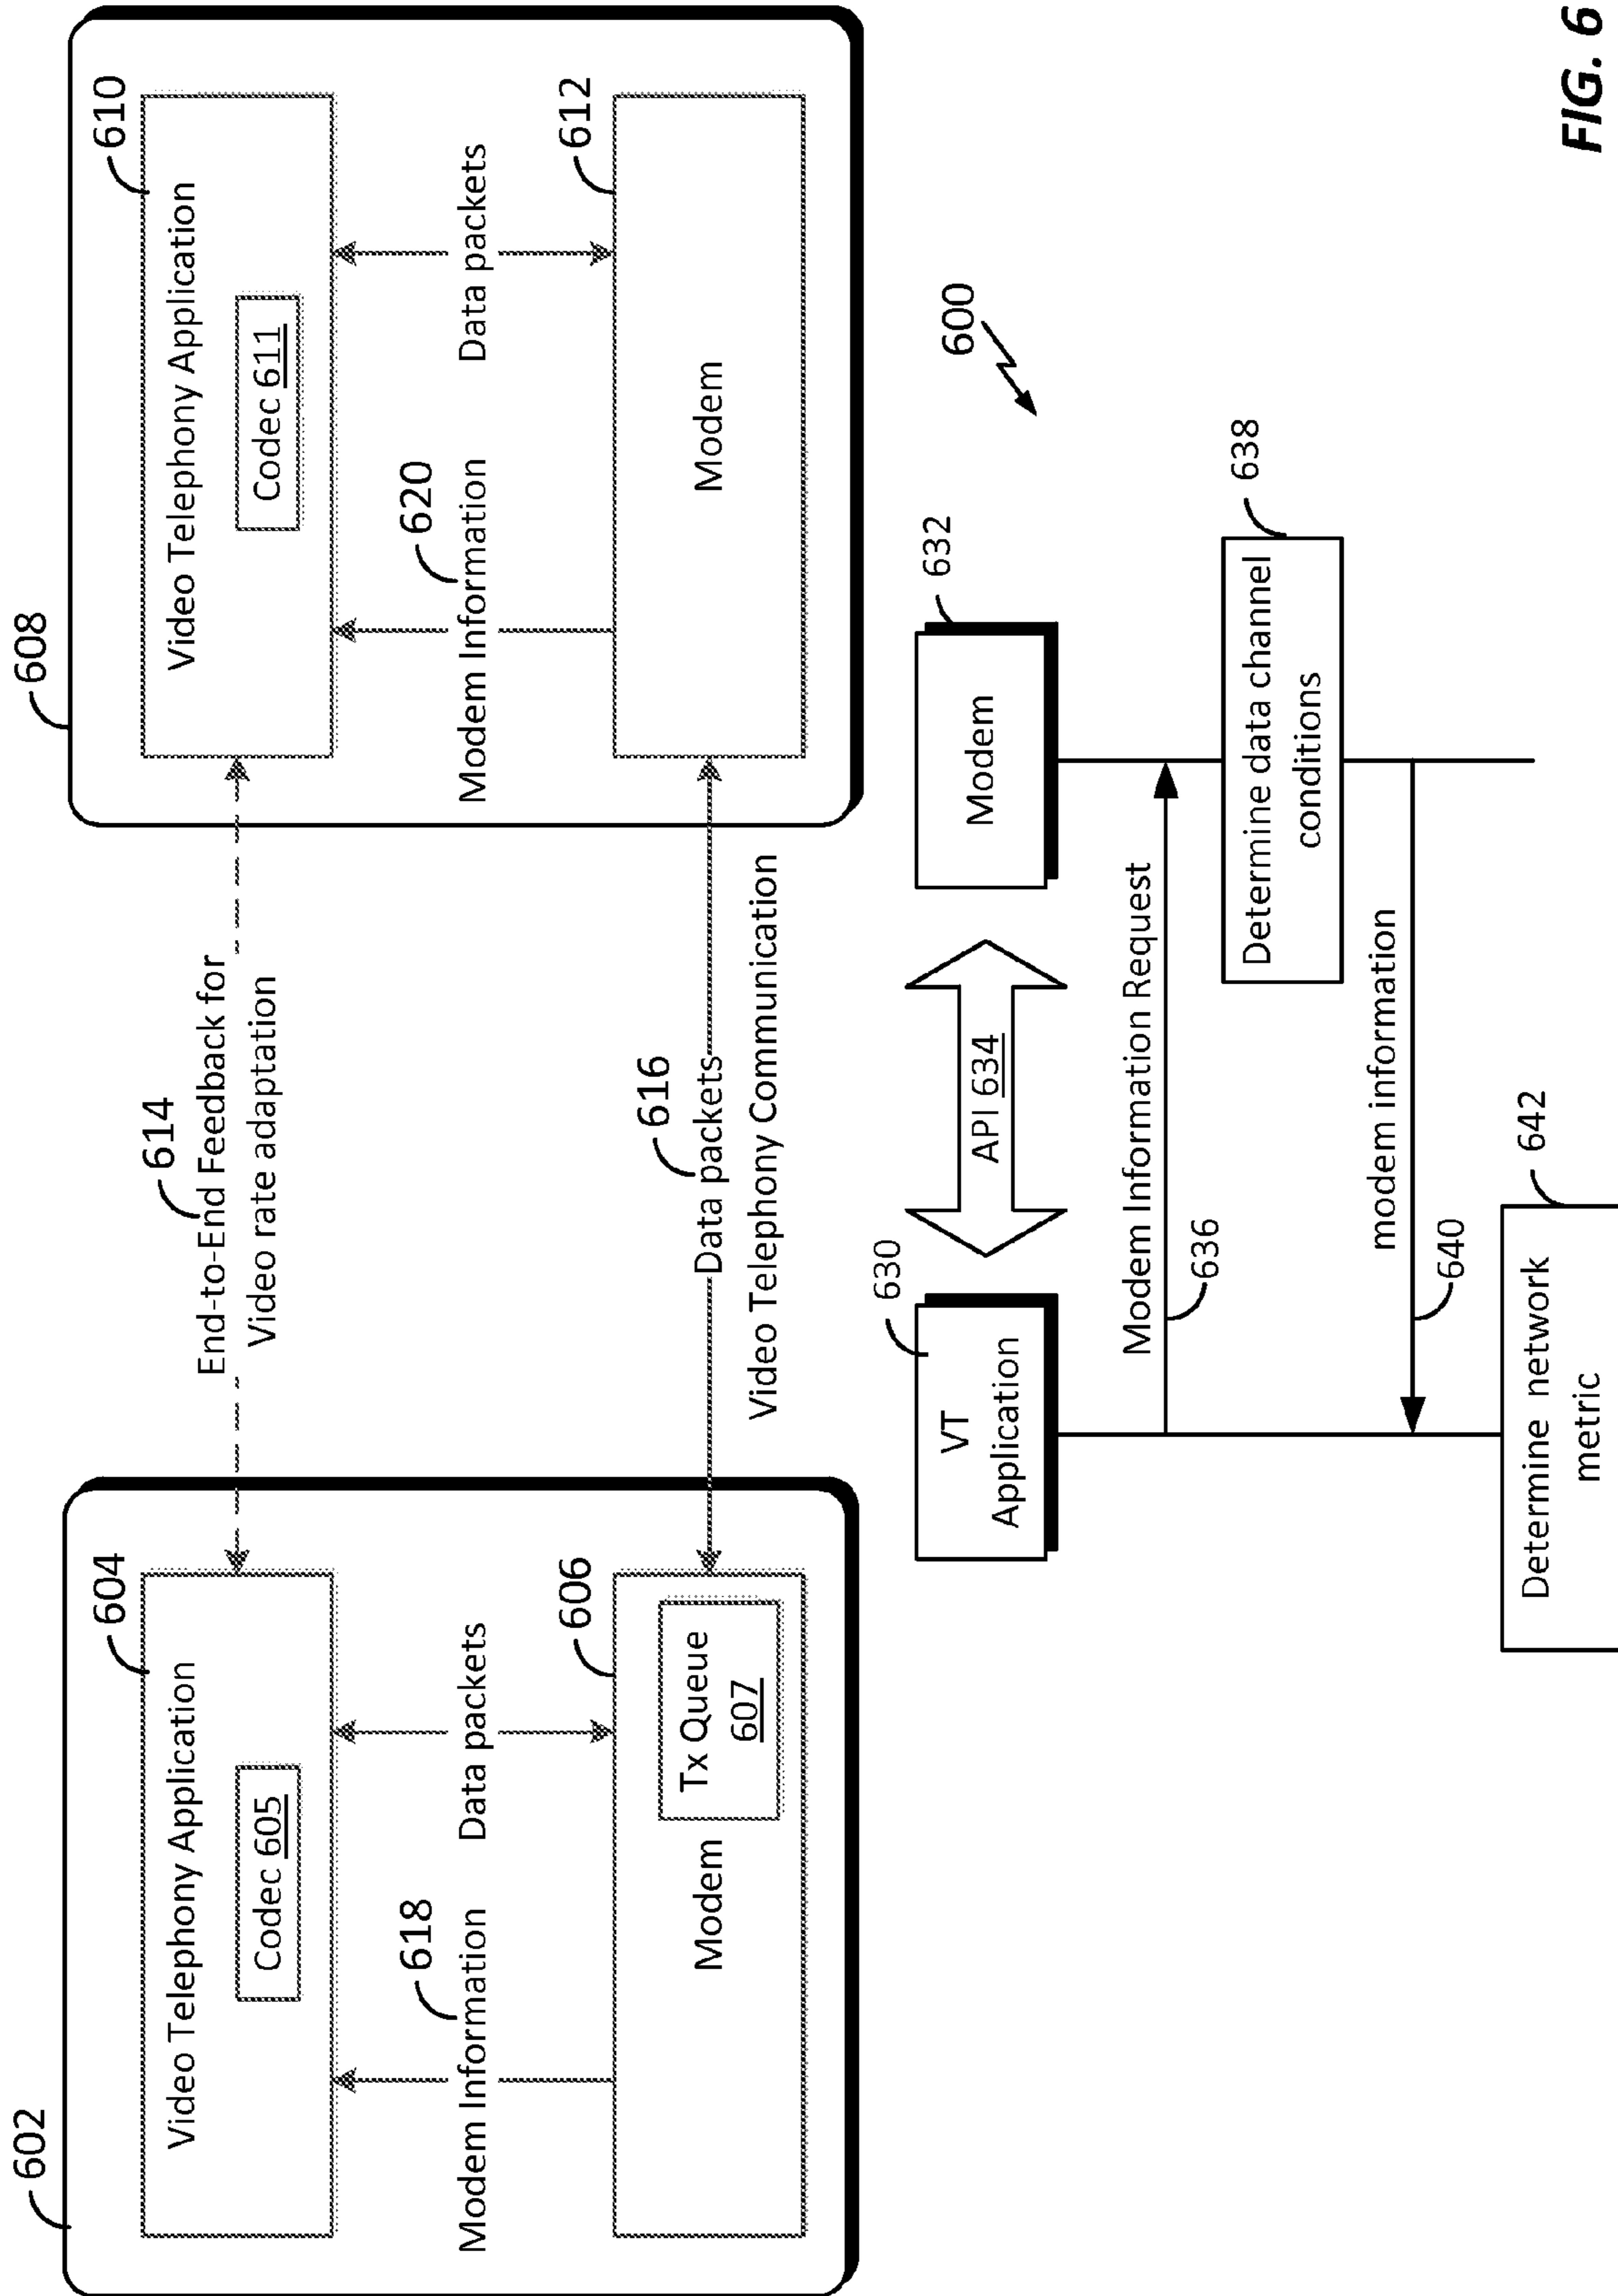 602
608
604
Video Telephony Application
Codec 605
618
Modem Information
Data packets
606
Modem
Tx Queue
607
614
End-to-End Feedback for
Video rate adaptation
616
Data packets
Video Telephony Communication
610
Video Telephony Application
Codec 611
620
Modem Information
Data packets
612
Modem
600
630
VT
Application
API 634
632
Modem
Modem Information Request
636
638
Determine data channel
conditions
modem information
640
642
Determine network
metric
FIG. 6